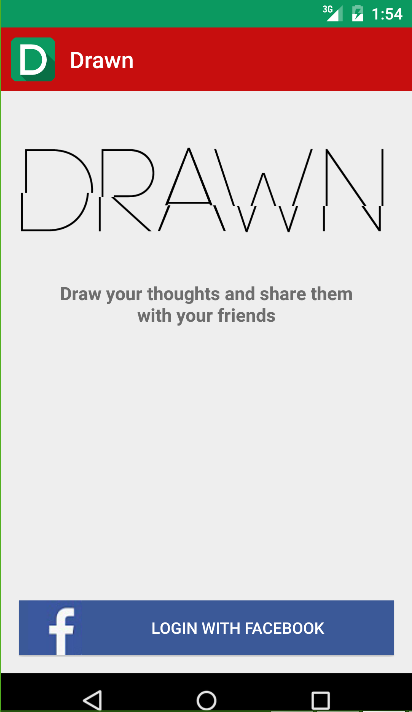 3G
1:54
D Drawn
DRAWN
Draw your thoughts and share them
with your friends
f LOGIN WITH FACEBOOK